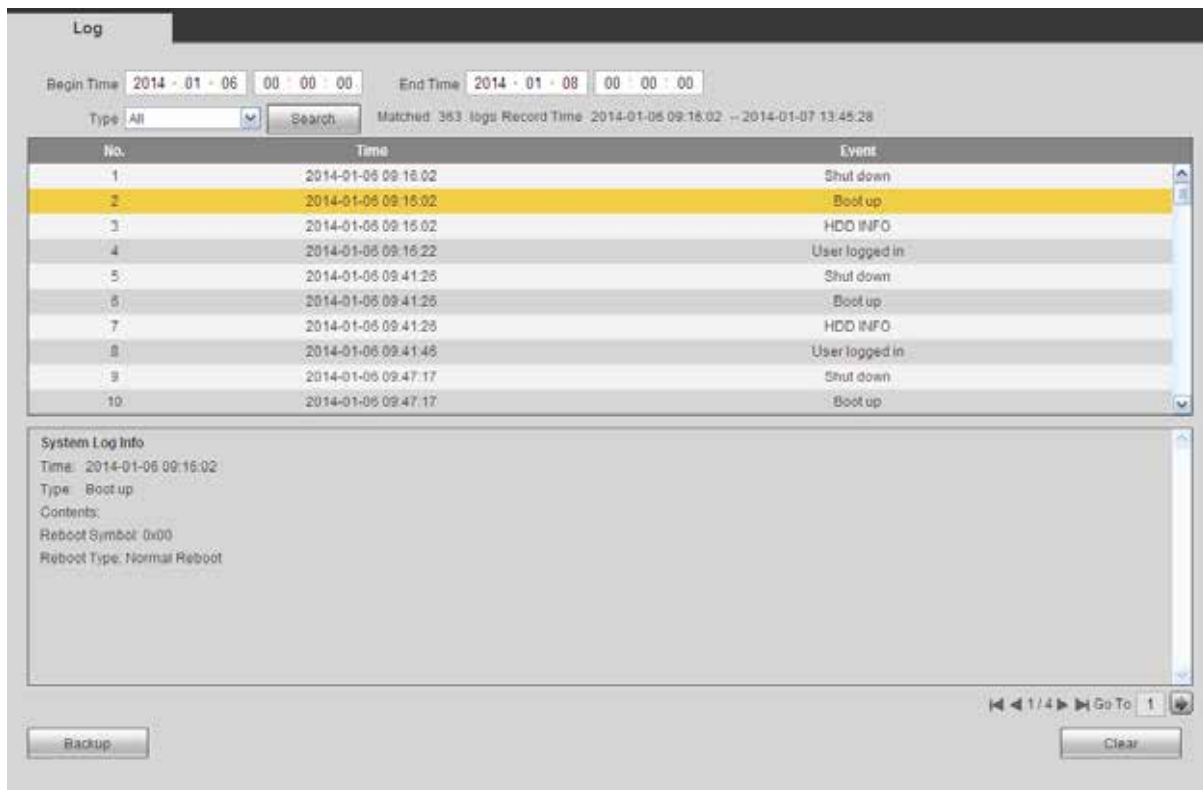 Log
Begin Time 2014 - 01 - 06 00 : 00 : 00 End Time 2014 - 01 - 08 00 : 00 : 00
Type All Search Matched 363 logs Record Time 2014-01-06 09:16:02 -- 2014-01-07 13:45:28
No. Time Event
1 2014-01-06 09:16:02 Shut down
2 2014-01-06 09:16:02 Boot up
3 2014-01-06 09:16:02 HDD INFO
4 2014-01-06 09:16:22 User logged in
5 2014-01-06 09:41:26 Shut down
6 2014-01-06 09:41:26 Boot up
7 2014-01-06 09:41:26 HDD INFO
8 2014-01-06 09:41:46 User logged in
9 2014-01-06 09:47:17 Shut down
10 2014-01-06 09:47:17 Boot up
System Log Info
Time: 2014-01-06 09:16:02
Type: Boot up
Contents:
Reboot Symbol: 0x00
Reboot Type: Normal Reboot
1 / 4 Go To 1
Backup Clear